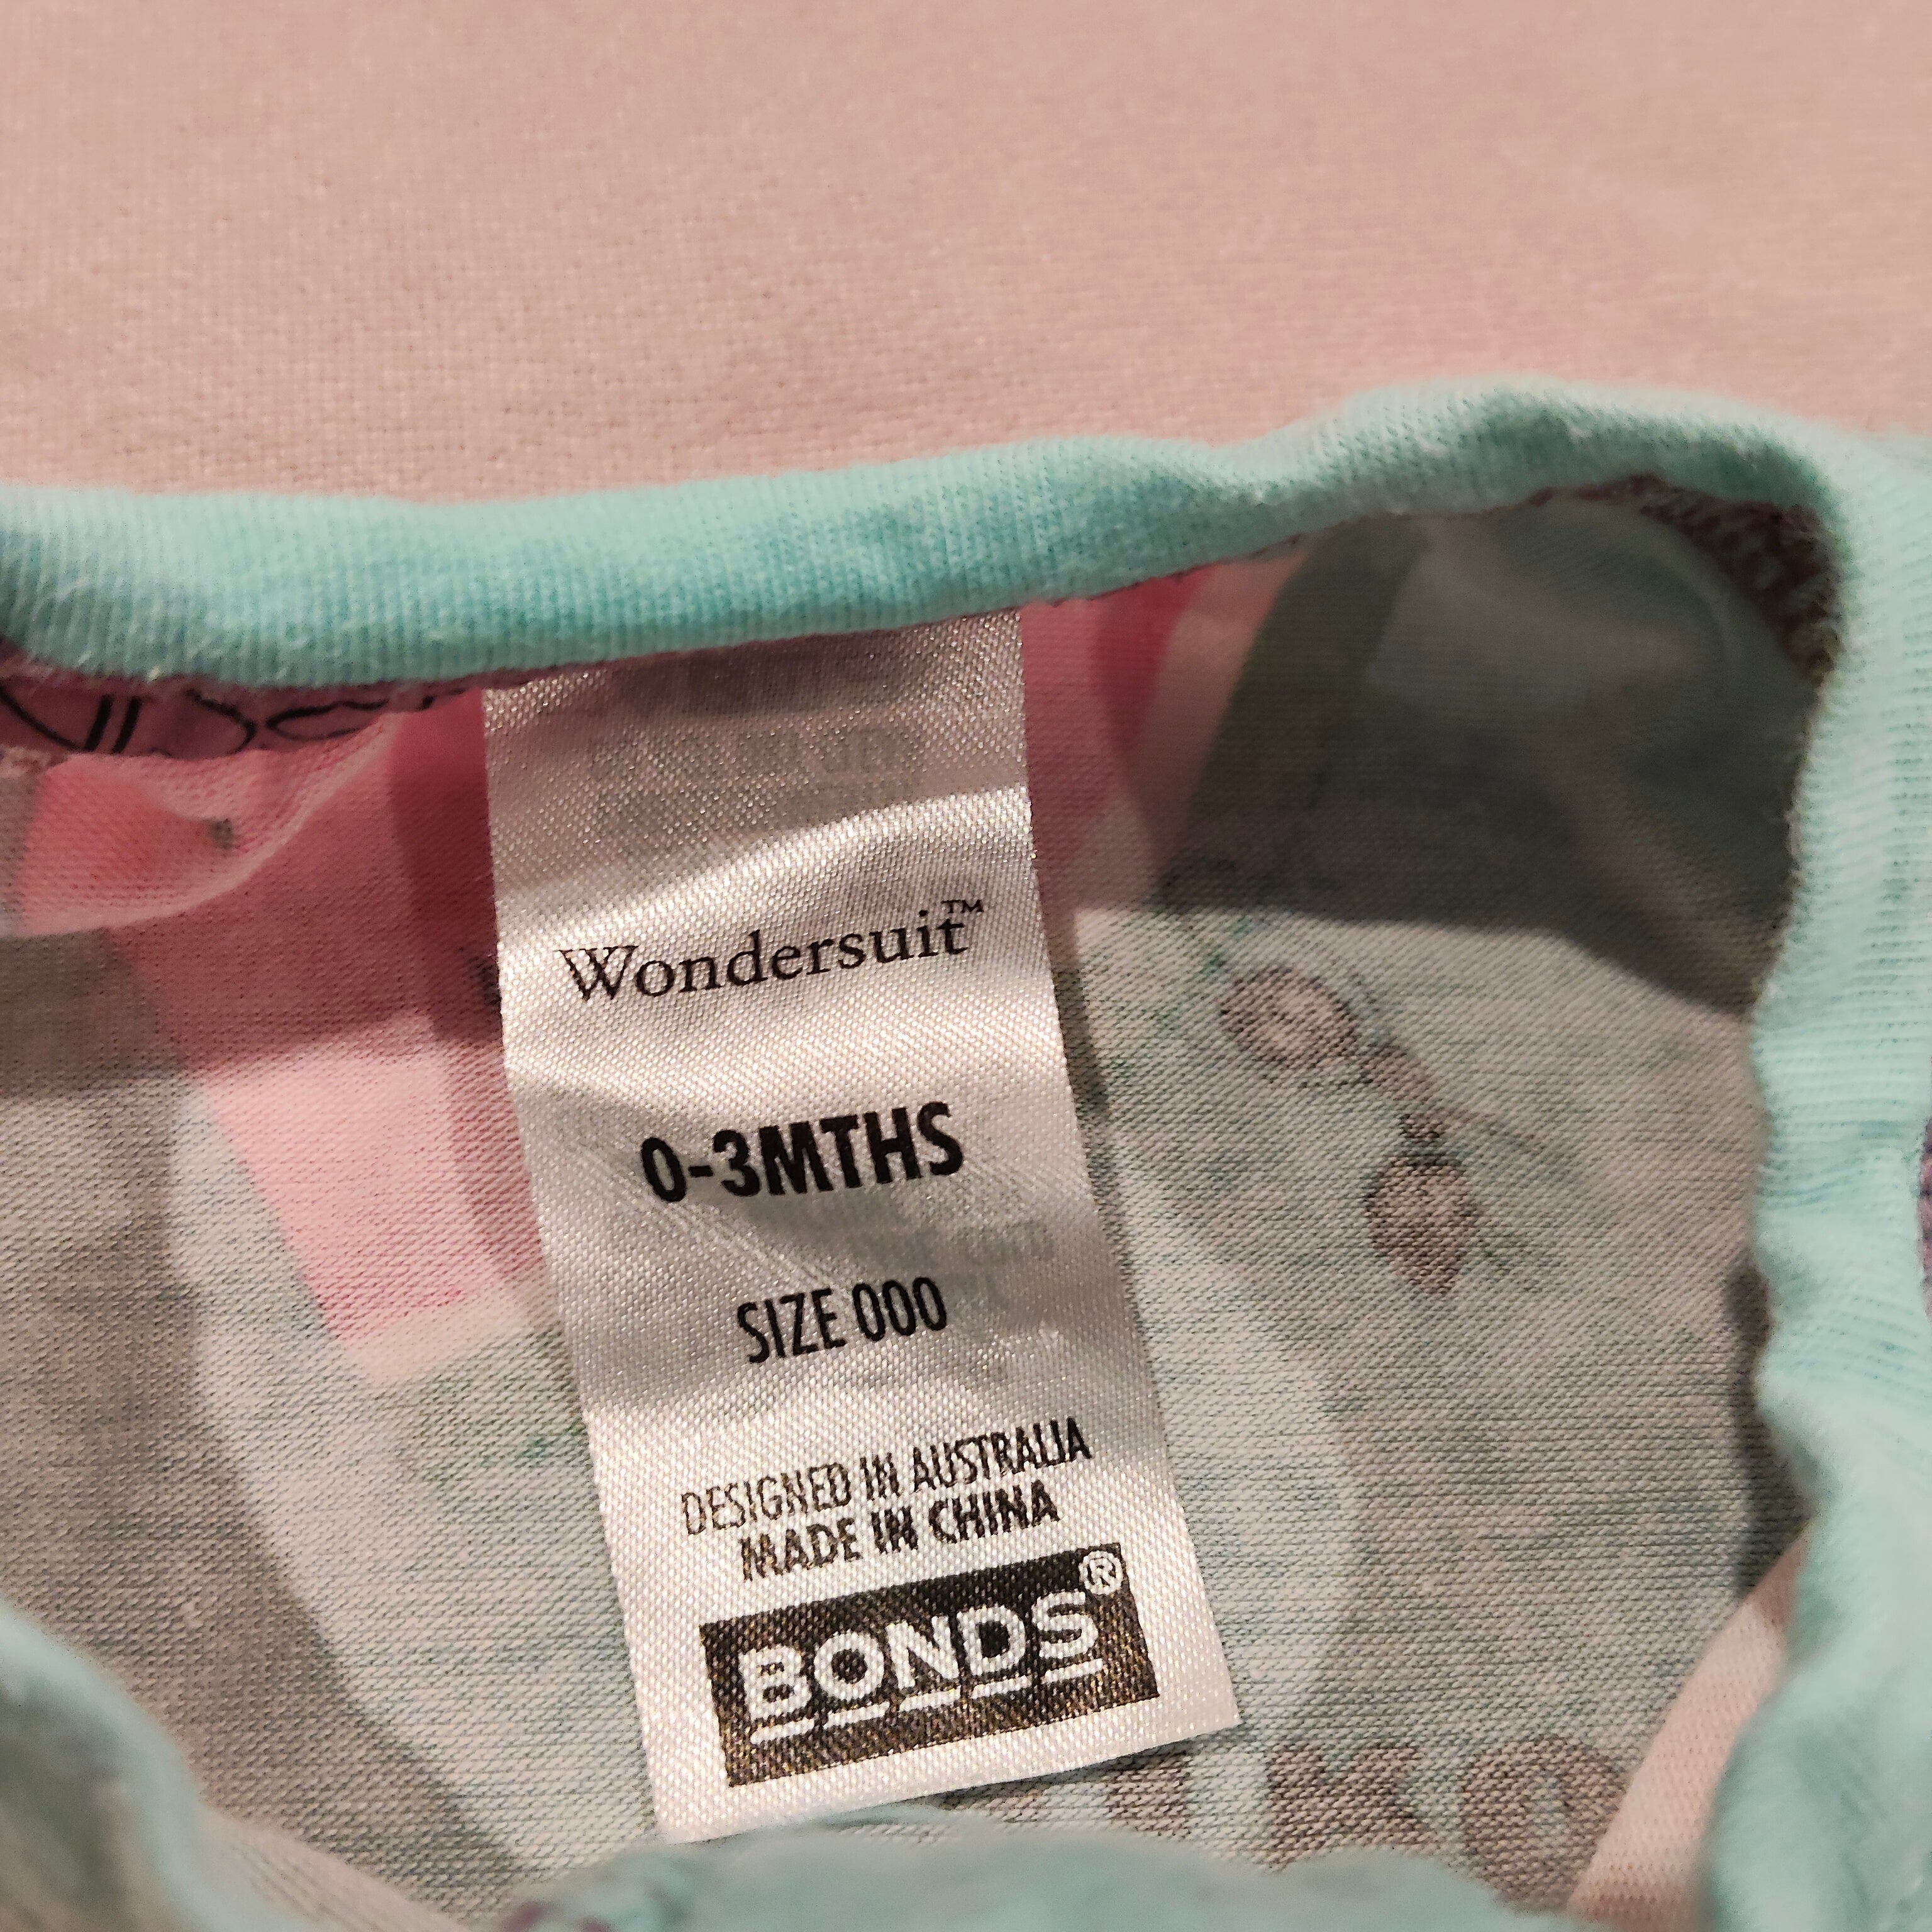 Wondersuit™
0-3MTHS
SIZE 000
DESIGNED IN AUSTRALIA
MADE IN CHINA
BONDS®